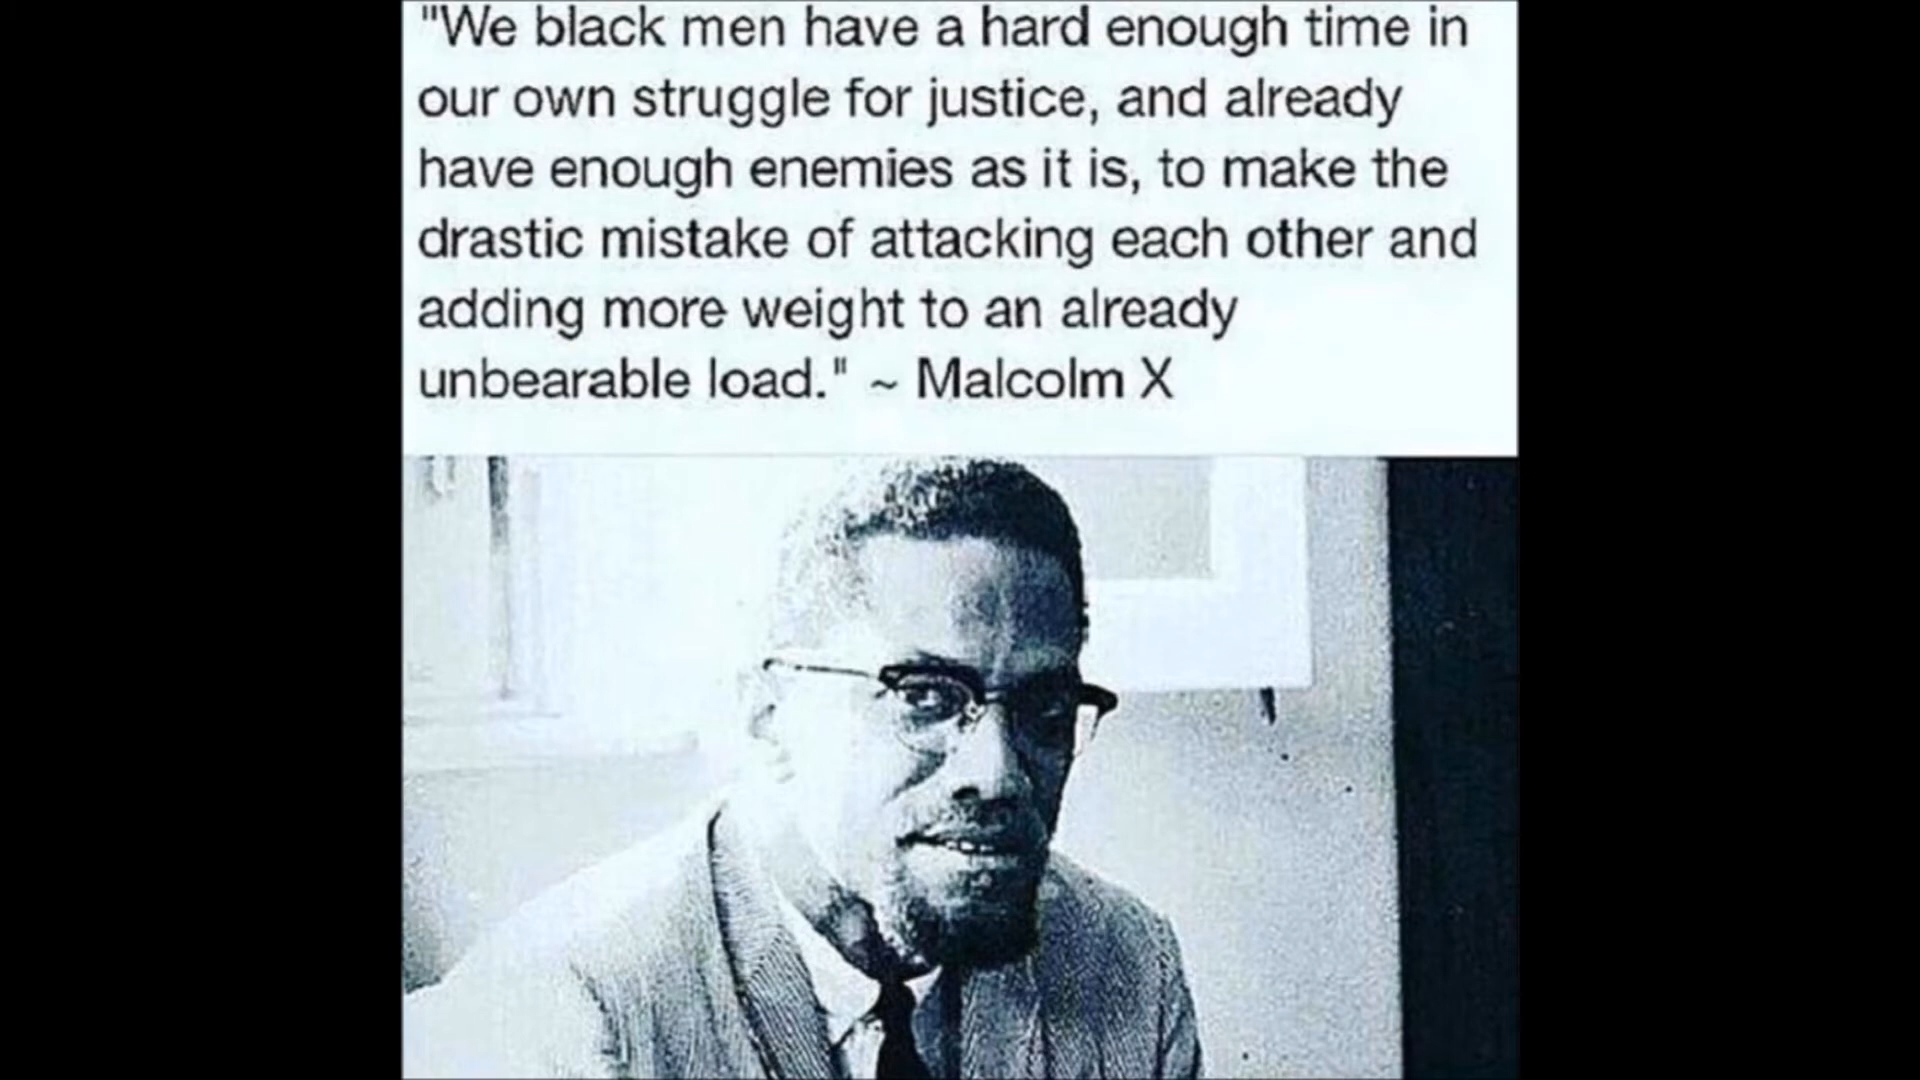 "We black men have a hard enough time in
our own struggle for justice, and already
have enough enemies as it is, to make the
drastic mistake of attacking each other and
adding more weight to an already
unbearable load." ~ Malcolm X